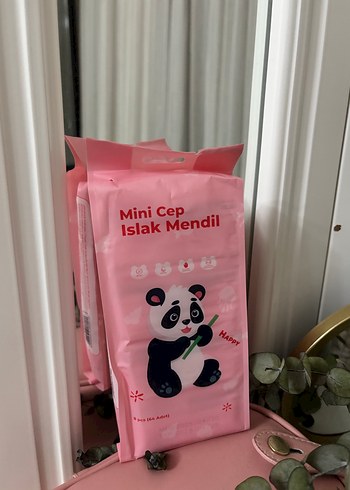 Mini Cep
Islak Mendil
HAPPY